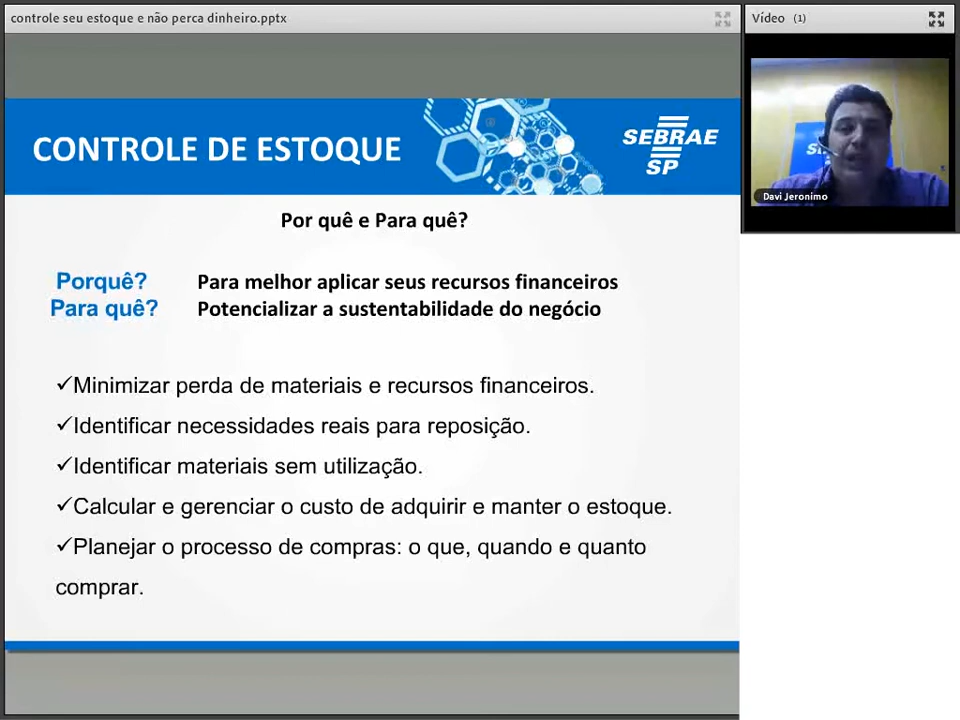 controle seu estoque e não perca dinheiro.pptx
Vídeo (1)
CONTROLE DE ESTOQUE
SEBRAE
SP
Davi Jeronimo
Por quê e Para quê?
Porquê? Para melhor aplicar seus recursos financeiros
Para quê? Potencializar a sustentabilidade do negócio
✓Minimizar perda de materiais e recursos financeiros.
✓Identificar necessidades reais para reposição.
✓Identificar materiais sem utilização.
✓Calcular e gerenciar o custo de adquirir e manter o estoque.
✓Planejar o processo de compras: o que, quando e quanto
comprar.